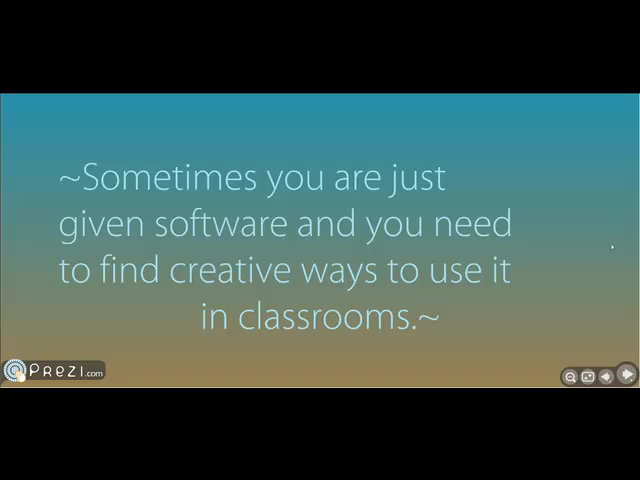 ~Sometimes you are just
given software and you need
to find creative ways to use it
in classrooms.~
PREZI.com